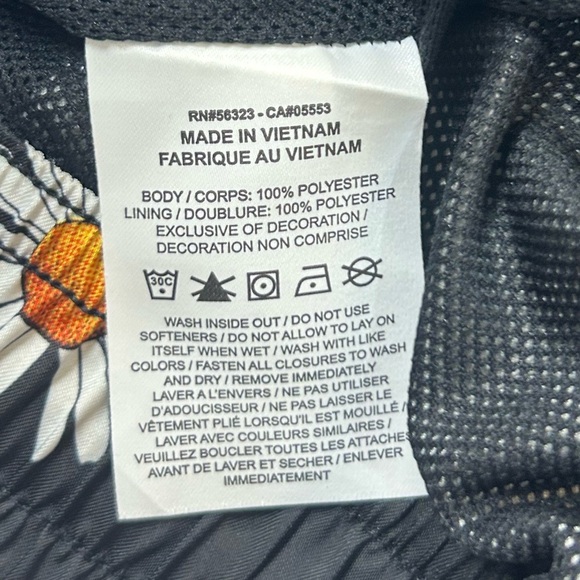 RN#56323 - CA#05553
MADE IN VIETNAM
FABRIQUE AU VIETNAM
BODY / CORPS: 100% POLYESTER
LINING / DOUBLURE: 100% POLYESTER
EXCLUSIVE OF DECORATION /
DECORATION NON COMPRISE
30C
WASH INSIDE OUT / DO NOT USE
SOFTENERS / DO NOT ALLOW TO LAY ON
ITSELF WHEN WET / WASH WITH LIKE
COLORS / FASTEN ALL CLOSURES TO WASH
AND DRY / REMOVE IMMEDIATELY
LAVER A L'ENVERS / NE PAS UTILISER
D'ADOUCISSEUR / NE PAS LAISSER LE
VÊTEMENT PLIÉ LORSQU'IL EST MOUILLÉ /
LAVER AVEC COULEURS SIMILAIRES /
VEUILLEZ BOUCLER TOUTES LES ATTACHES
AVANT DE LAVER ET SECHER / ENLEVER
IMMEDIATEMENT